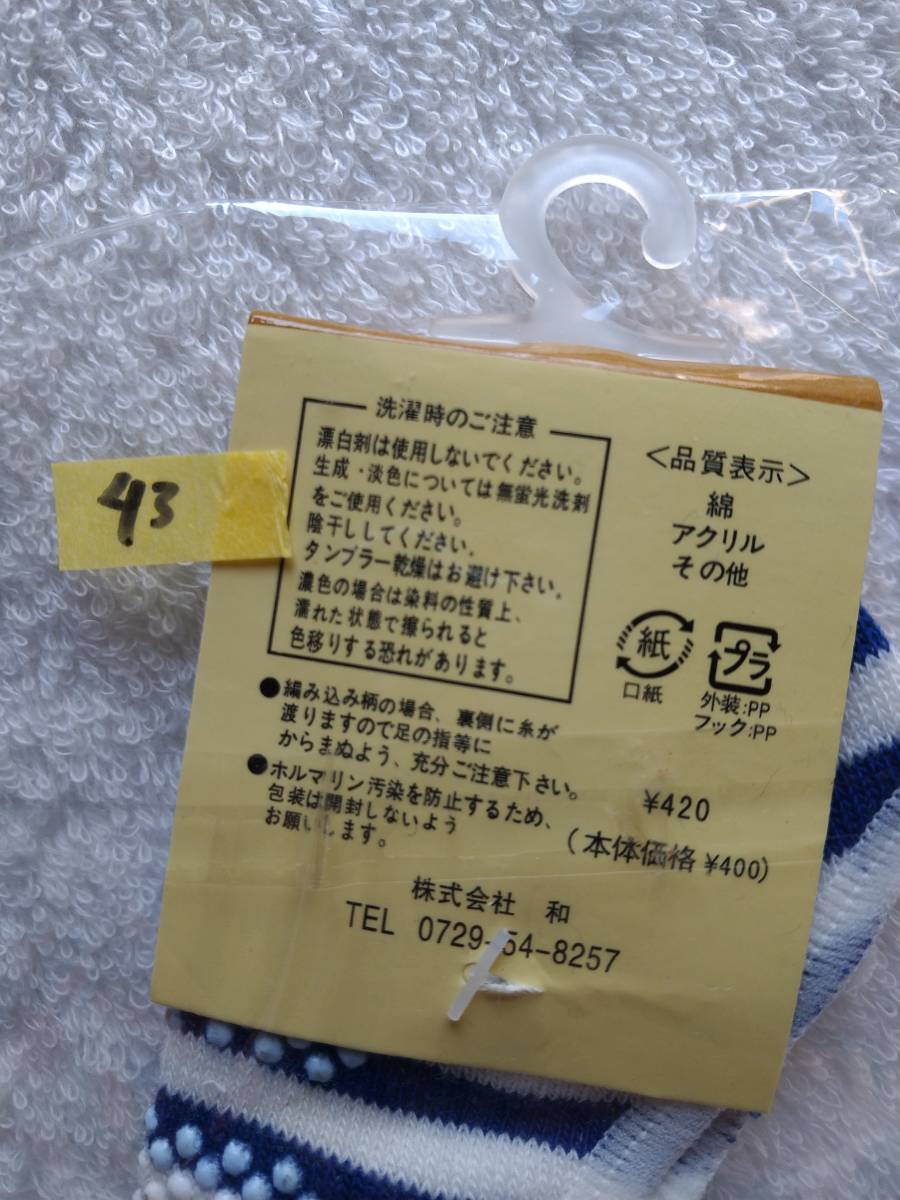 43
洗濯時のご注意
漂白剤は使用しないでください。
生成・淡色については無蛍光洗剤
をご使用ください。
陰干ししてください。
タンブラー乾燥はお避け下さい。
濃色の場合は染料の性質上、
濡れた状態で擦られると
色移りする恐れがあります。
●編み込み柄の場合、裏側に糸が
渡りますので足の指等に
からまぬよう、充分ご注意下さい。
●ホルマリン汚染を防止するため、
包装は開封しないよう
お願いします。
<品質表示>
綿
アクリル
その他
紙
口紙
プラ
外装:PP
フック:PP
¥420
(本体価格 ¥400)
株式会社 和
TEL 0729-54-8257